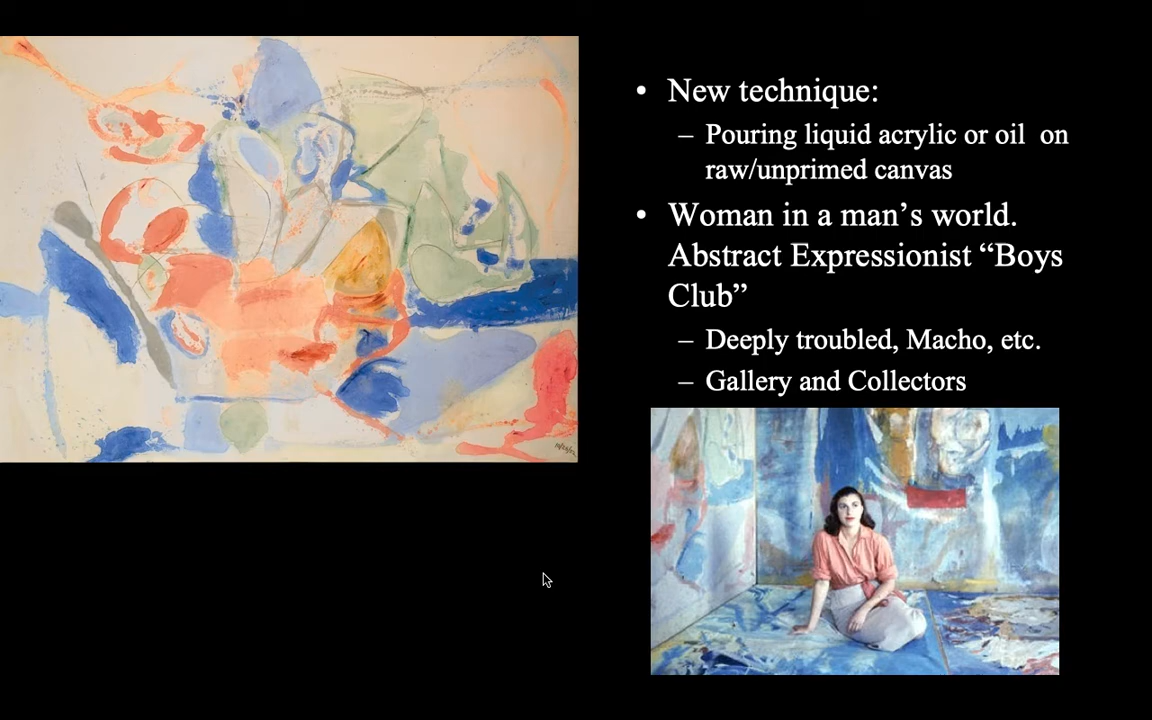 • New technique:
– Pouring liquid acrylic or oil on
raw/unprimed canvas
• Woman in a man’s world.
Abstract Expressionist “Boys
Club”
– Deeply troubled, Macho, etc.
– Gallery and Collectors